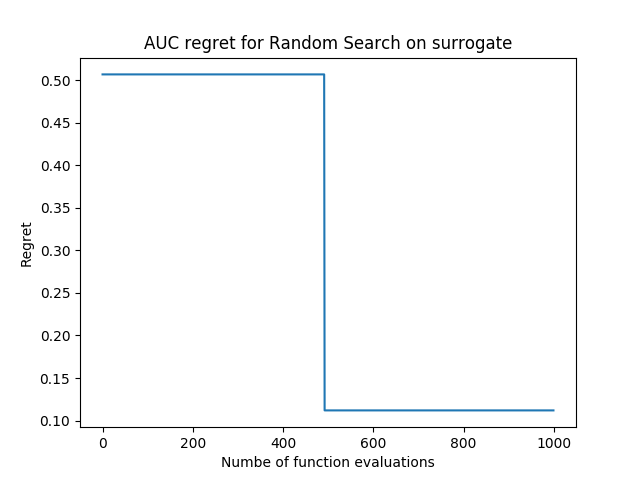 AUC regret for Random Search on surrogate
0.50
0.45
0.40
0.35
0.30
0.25
0.20
0.15
0.10
Regret
0 200 400 600 800 1000
Numbe of function evaluations